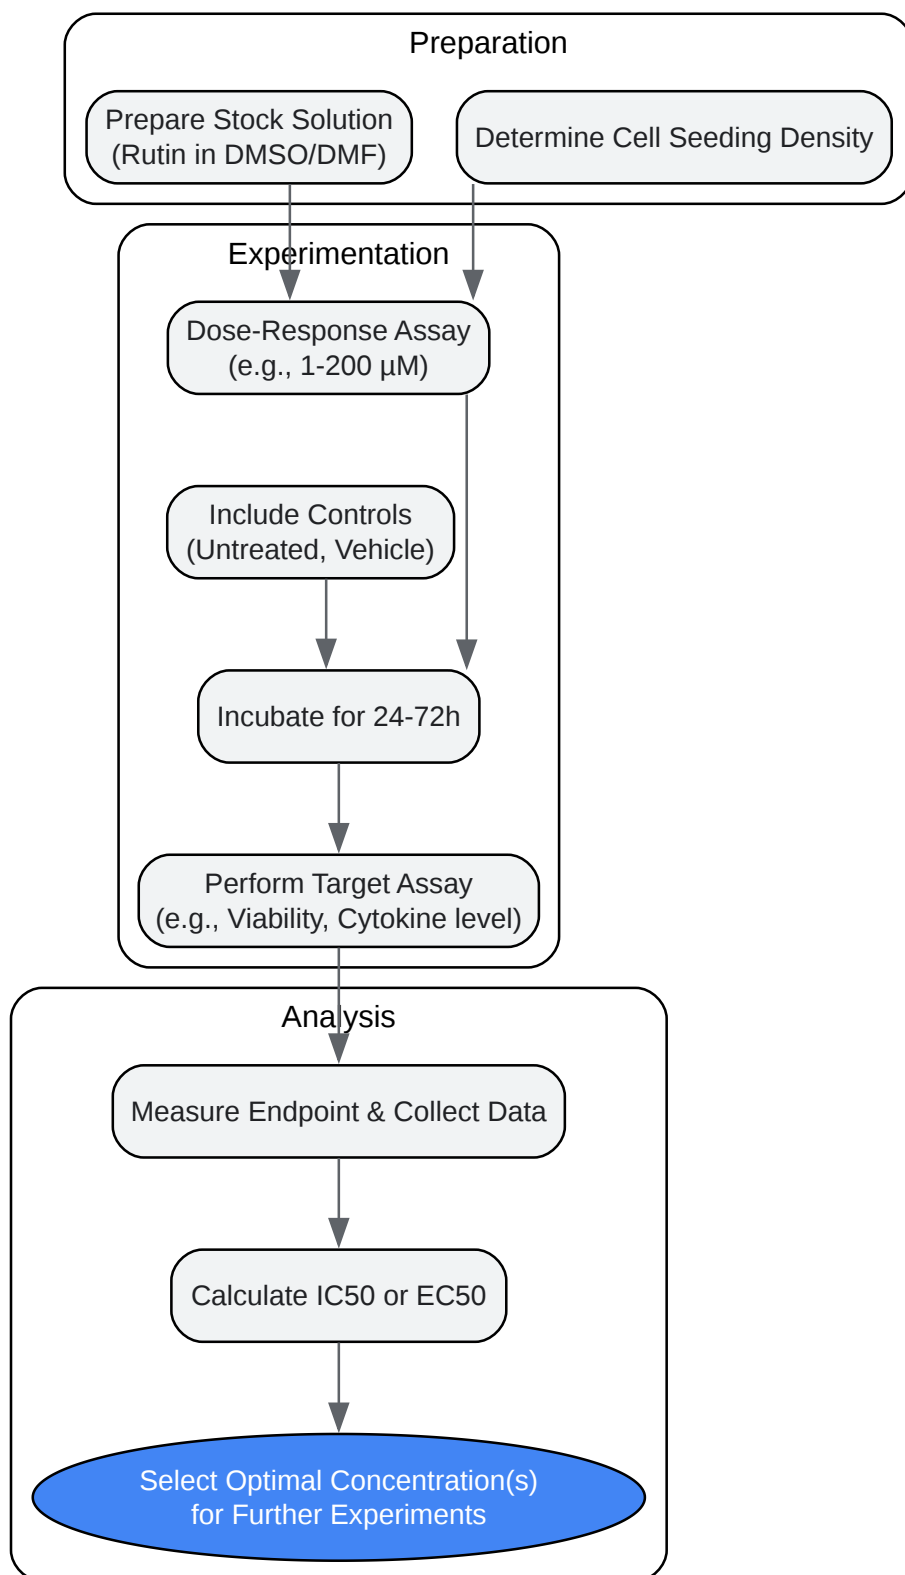 Preparation
Prepare Stock Solution
(Rutin in DMSO/DMF)
Determine Cell Seeding Density
Experimentation
Dose-Response Assay
(e.g., 1-200 µM)
Include Controls
(Untreated, Vehicle)
Incubate for 24-72h
Perform Target Assay
(e.g., Viability, Cytokine level)
Analysis
Measure Endpoint & Collect Data
Calculate IC50 or EC50
Select Optimal Concentration(s)
for Further Experiments